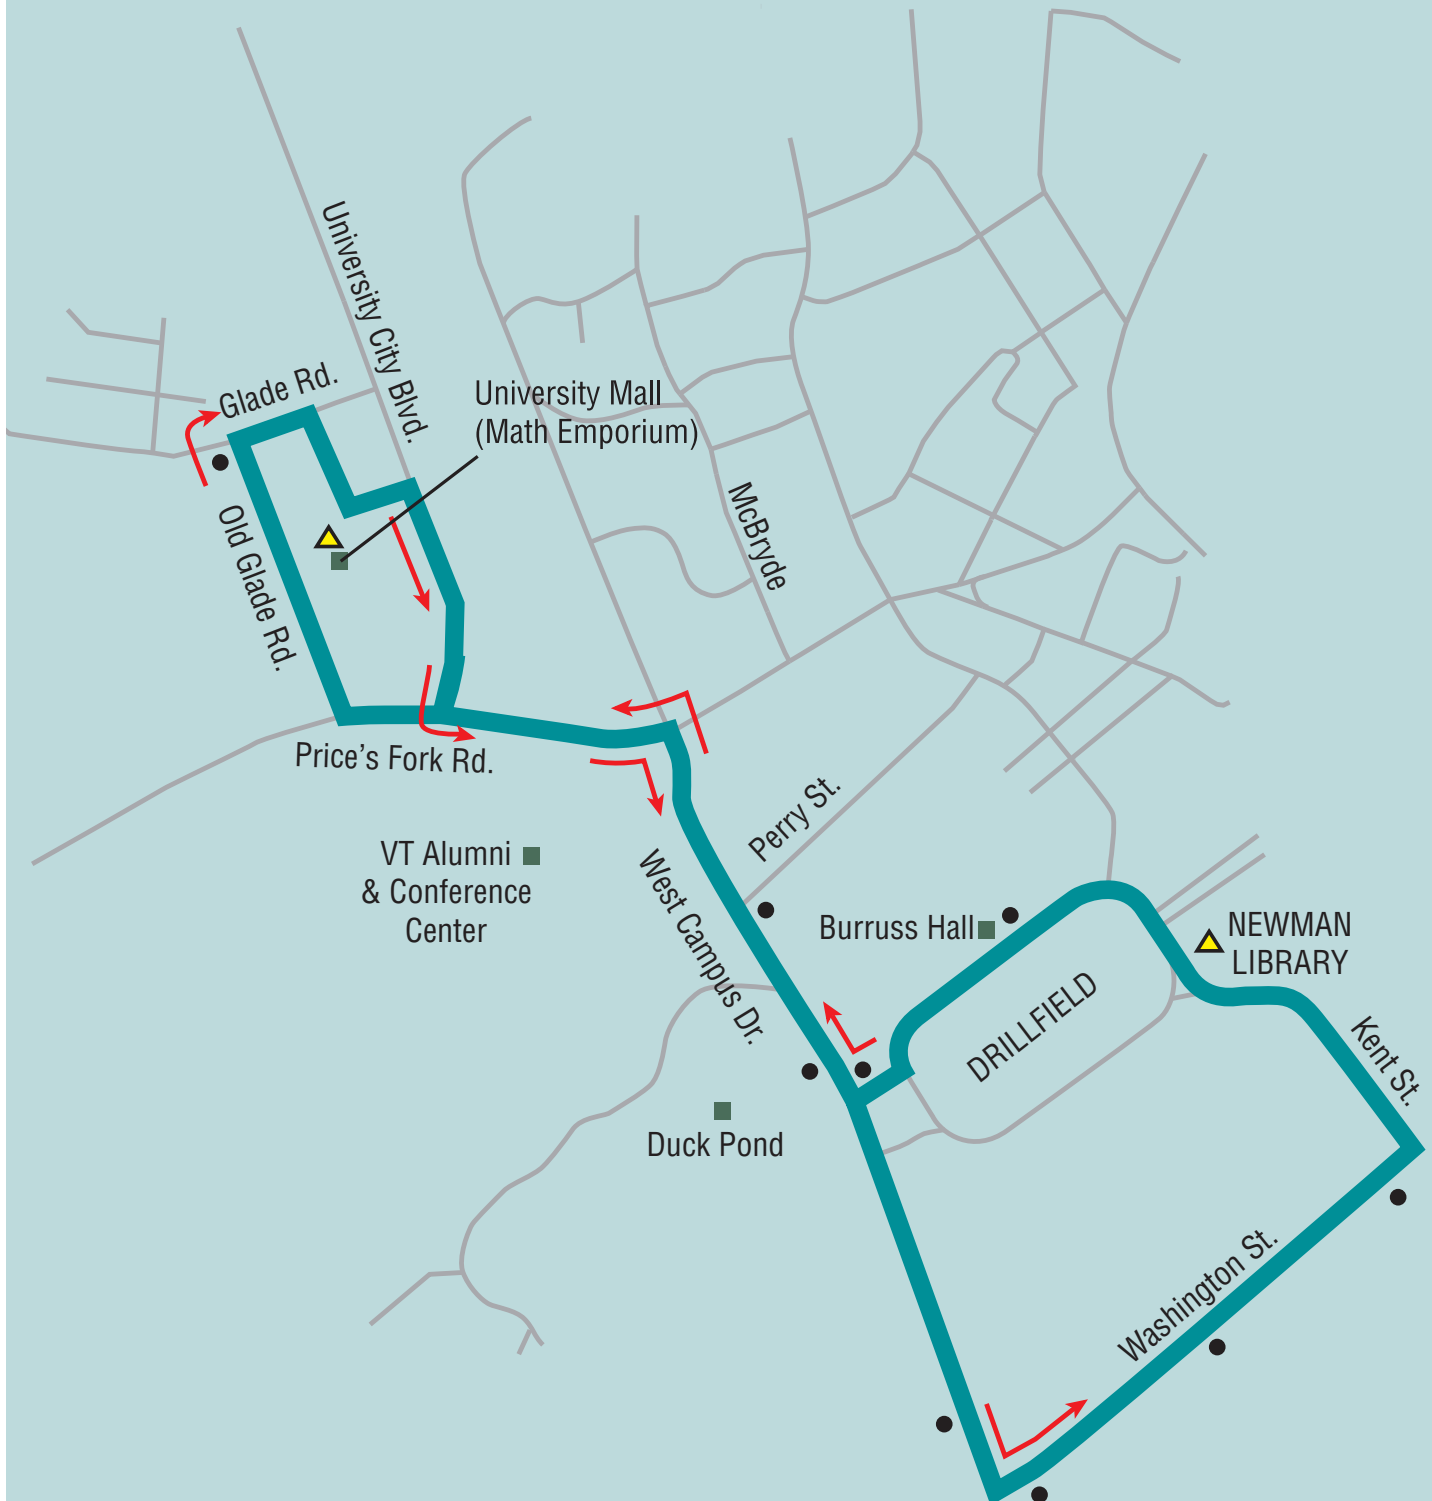 University City Blvd.
Glade Rd.
University Mall
(Math Emporium)
Old Glade Rd.
McBryde
Price's Fork Rd.
Perry St.
VT Alumni
& Conference
Center
West Campus Dr.
Burruss Hall
NEWMAN
LIBRARY
DRILLFIELD
Kent St.
Duck Pond
Washington St.